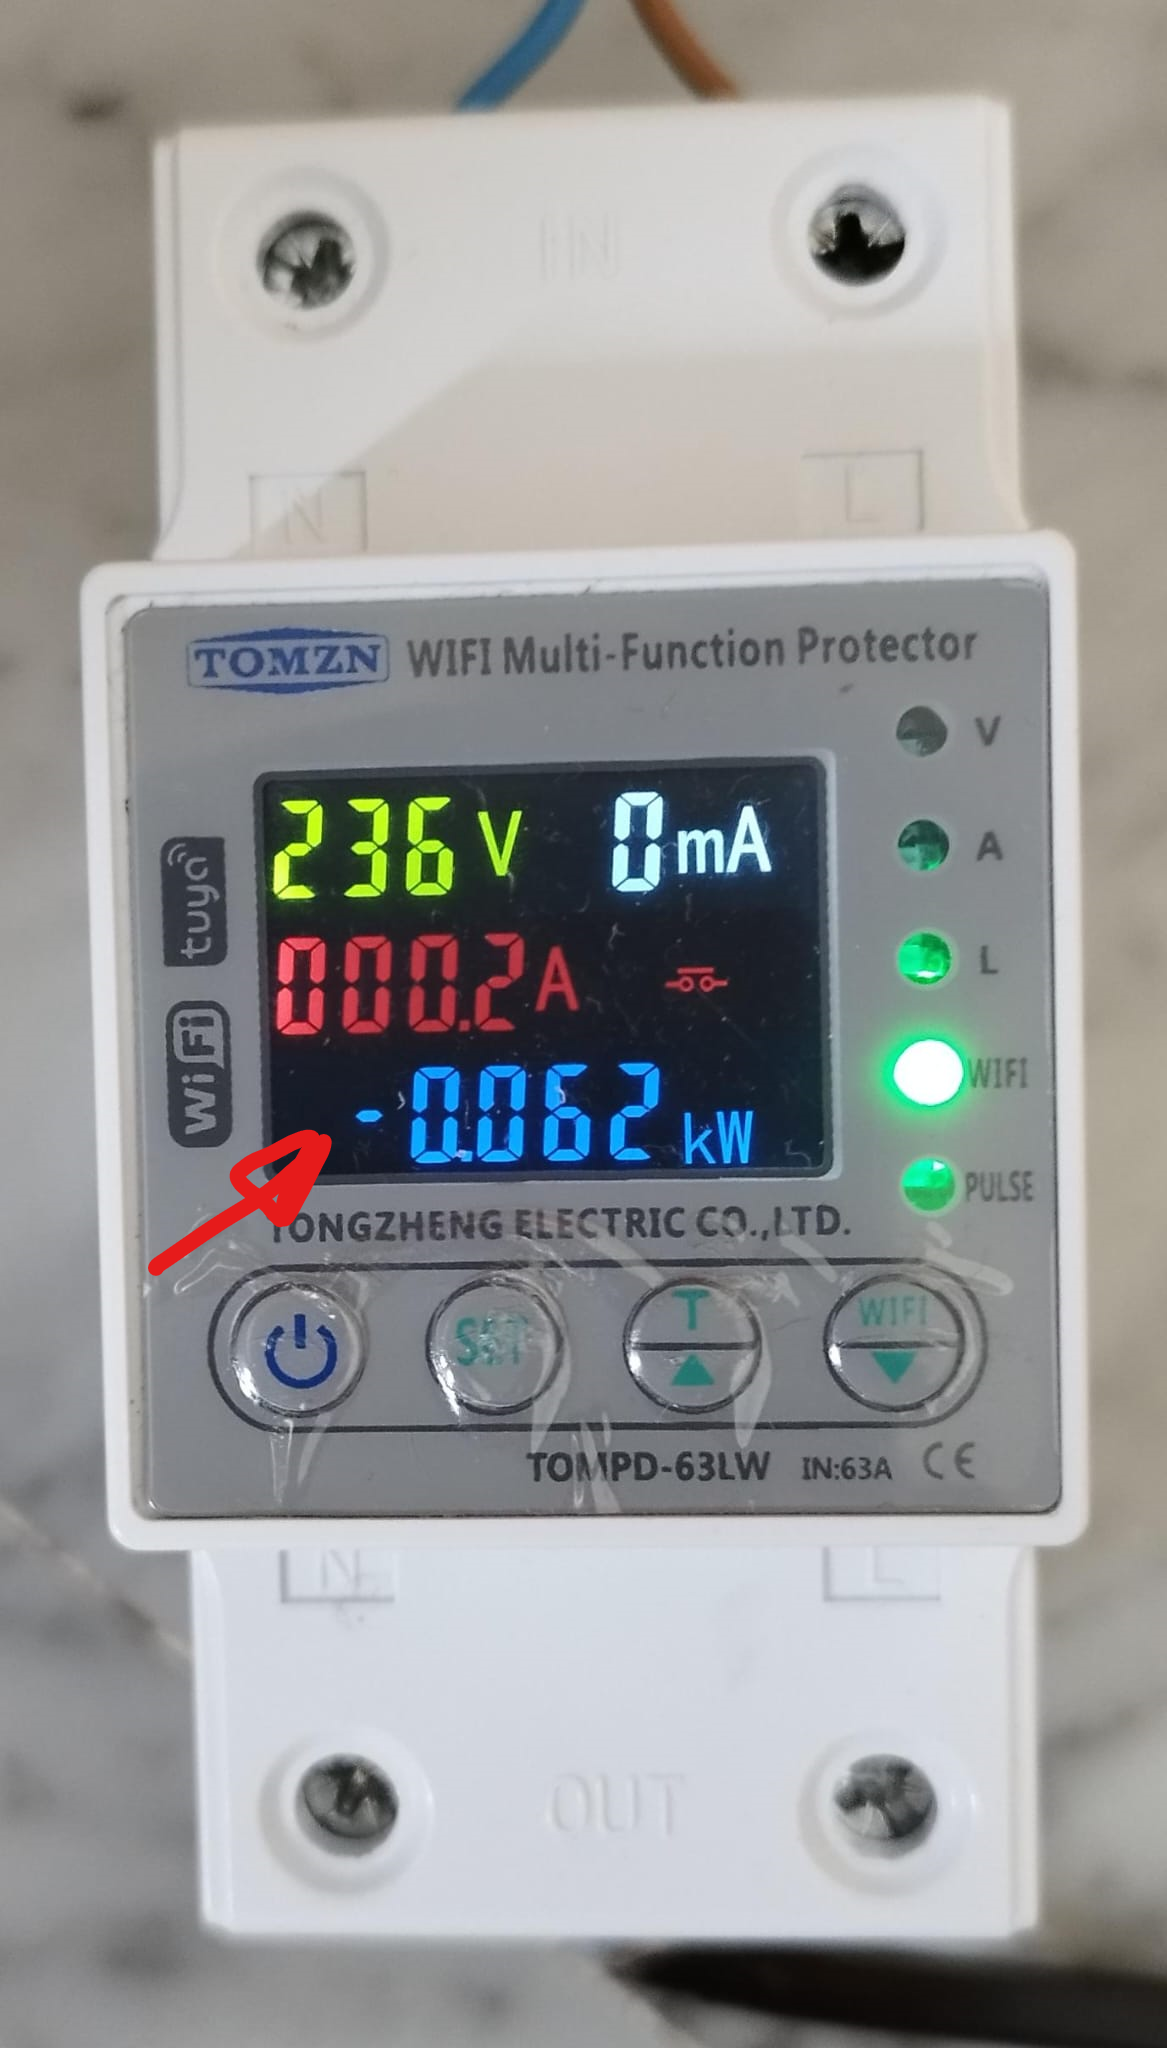 IN
N L
TOMZN WIFI Multi-Function Protector
V
236 V 0 mA
A
tuya
000.2 A
L
WiFi
-0.062 kW
WIFI
PULSE
TONGZHENG ELECTRIC CO.,LTD.
SET T WIFI
TOMPD-63LW IN:63A CE
N L
OUT